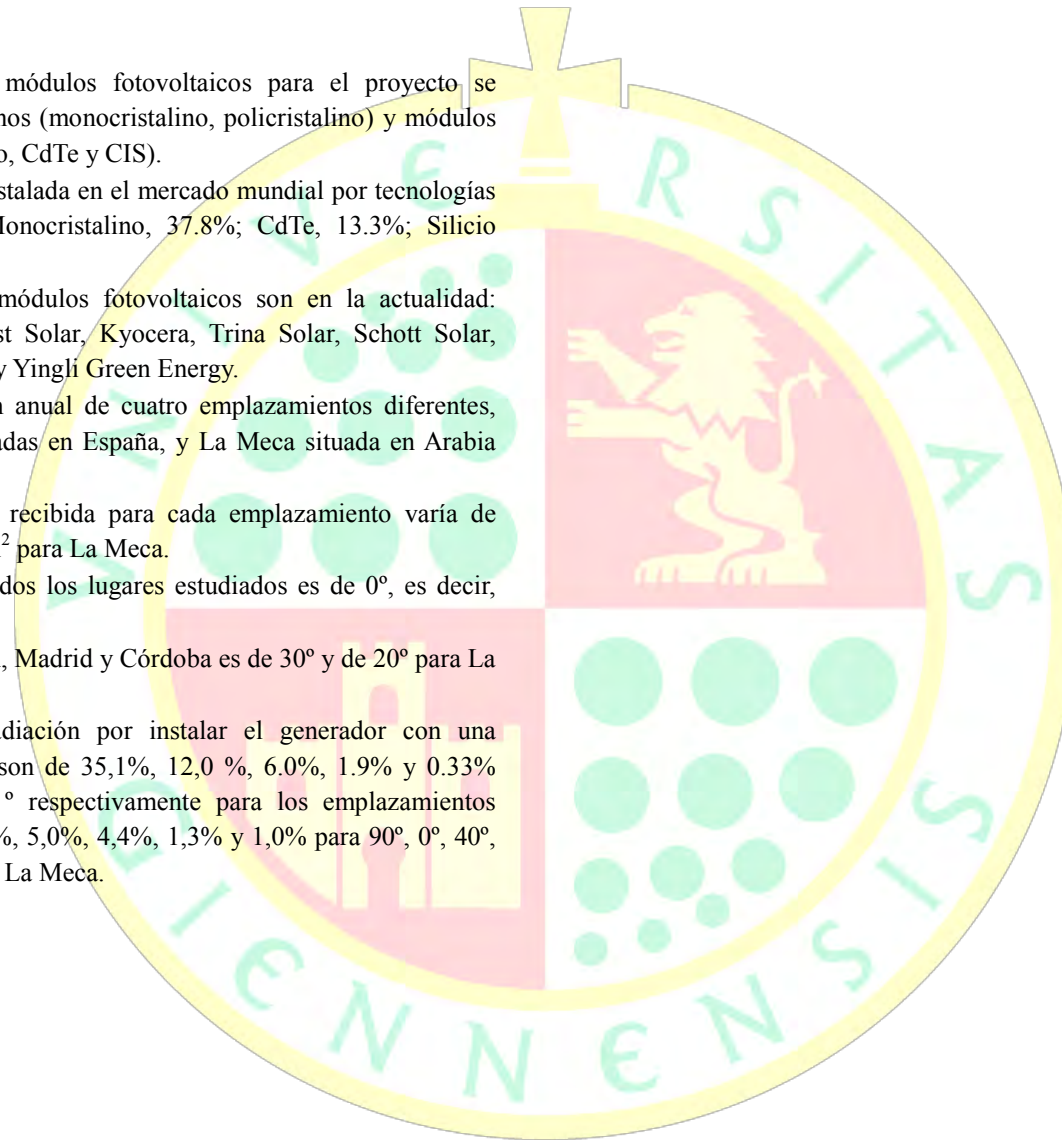 módulos fotovoltaicos para el proyecto se
nos (monocristalino, policristalino) y módulos
o, CdTe y CIS).
stalada en el mercado mundial por tecnologías
Monocristalino, 37.8%; CdTe, 13.3%; Silicio
módulos fotovoltaicos son en la actualidad:
st Solar, Kyocera, Trina Solar, Schott Solar,
y Yingli Green Energy.
n anual de cuatro emplazamientos diferentes,
adas en España, y La Meca situada en Arabia
recibida para cada emplazamiento varía de
² para La Meca.
dos los lugares estudiados es de 0º, es decir,
, Madrid y Córdoba es de 30º y de 20º para La
adiación por instalar el generador con una
son de 35,1%, 12,0 %, 6.0%, 1.9% y 0.33%
º respectivamente para los emplazamientos
%, 5,0%, 4,4%, 1,3% y 1,0% para 90º, 0º, 40º,
La Meca.
VNIVERSITAS
GIENNENSIS